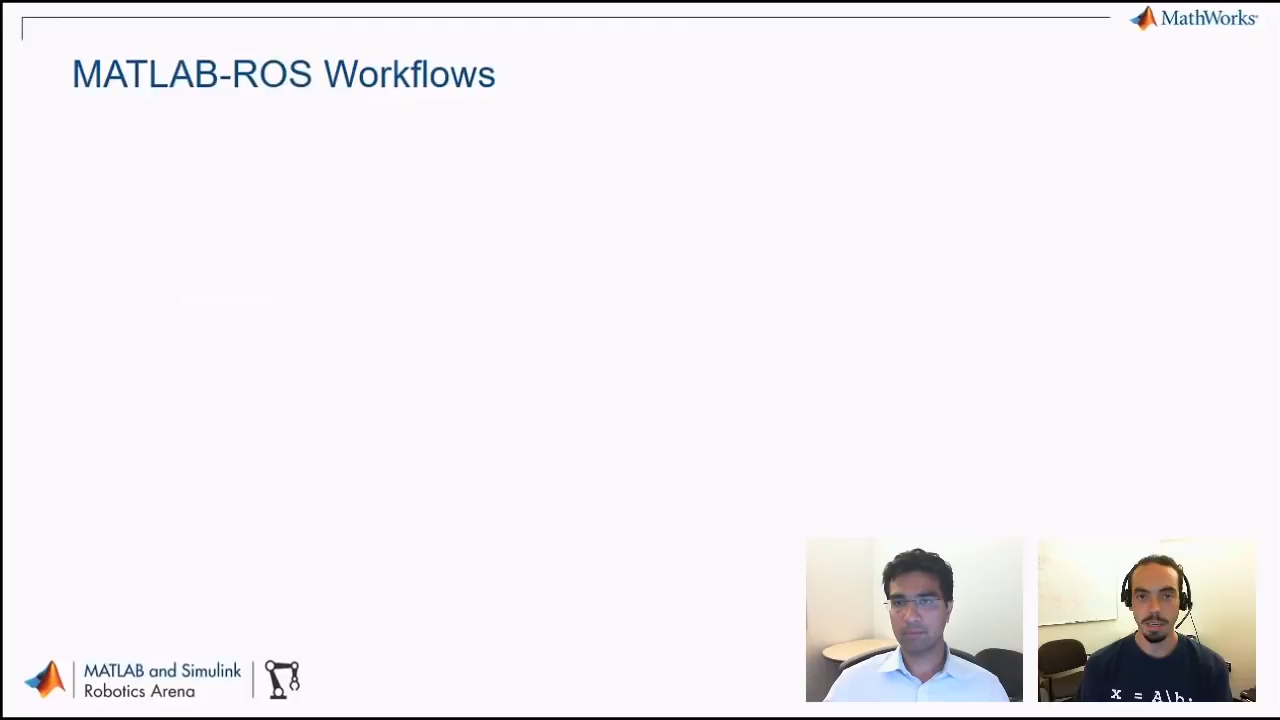 MathWorks®
MATLAB-ROS Workflows
MATLAB and Simulink
Robotics Arena
x = A\b;